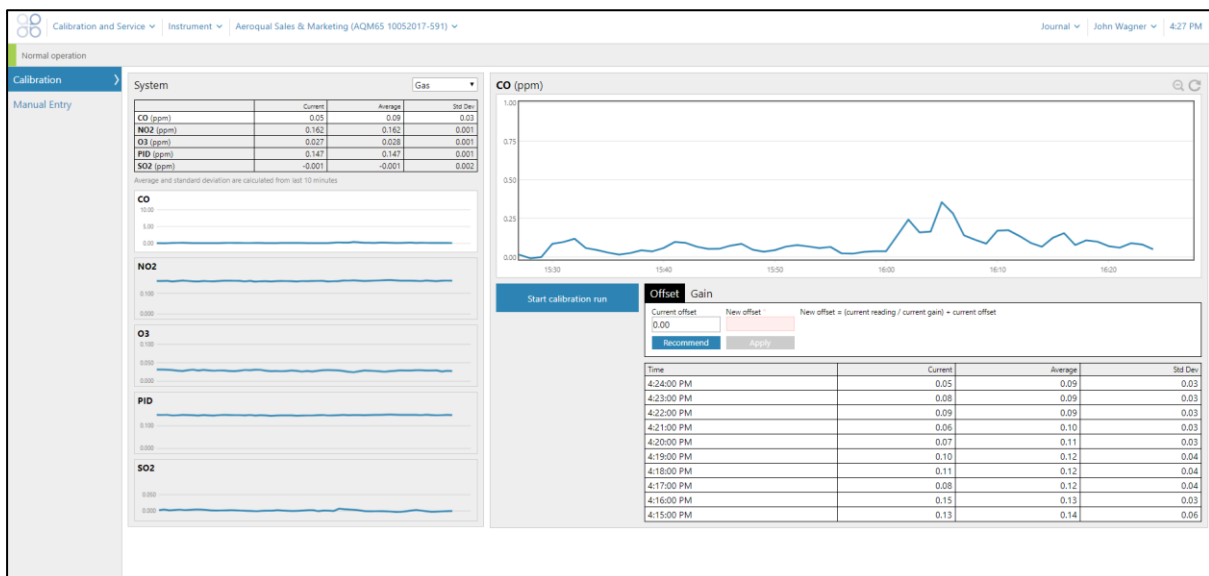 Calibration and Service Instrument Aeroqual Sales & Marketing (AQM65 10052017-591) Journal John Wagner 4:27 PM
Normal operation
Calibration
Manual Entry
System Gas
Current Average Std Dev
CO (ppm) 0.05 0.09 0.03
NO2 (ppm) 0.162 0.162 0.001
O3 (ppm) 0.027 0.028 0.001
PID (ppm) 0.147 0.147 0.001
SO2 (ppm) -0.001 -0.001 0.002
Average and standard deviation are calculated from last 10 minutes
CO
10.00
5.00
0.00
NO2
0.100
0.000
O3
0.100
0.050
0.000
PID
0.100
0.000
SO2
0.050
0.000
CO (ppm)
1.00
0.75
0.50
0.25
0.00
15:30 15:40 15:50 16:00 16:10 16:20
Start calibration run
Offset Gain
Current offset New offset * New offset = (current reading / current gain) + current offset
0.00
Recommend Apply
Time Current Average Std Dev
4:24:00 PM 0.05 0.09 0.03
4:23:00 PM 0.08 0.09 0.03
4:22:00 PM 0.09 0.09 0.03
4:21:00 PM 0.06 0.10 0.03
4:20:00 PM 0.07 0.11 0.03
4:19:00 PM 0.10 0.12 0.04
4:18:00 PM 0.11 0.12 0.04
4:17:00 PM 0.08 0.12 0.04
4:16:00 PM 0.15 0.13 0.03
4:15:00 PM 0.13 0.14 0.06